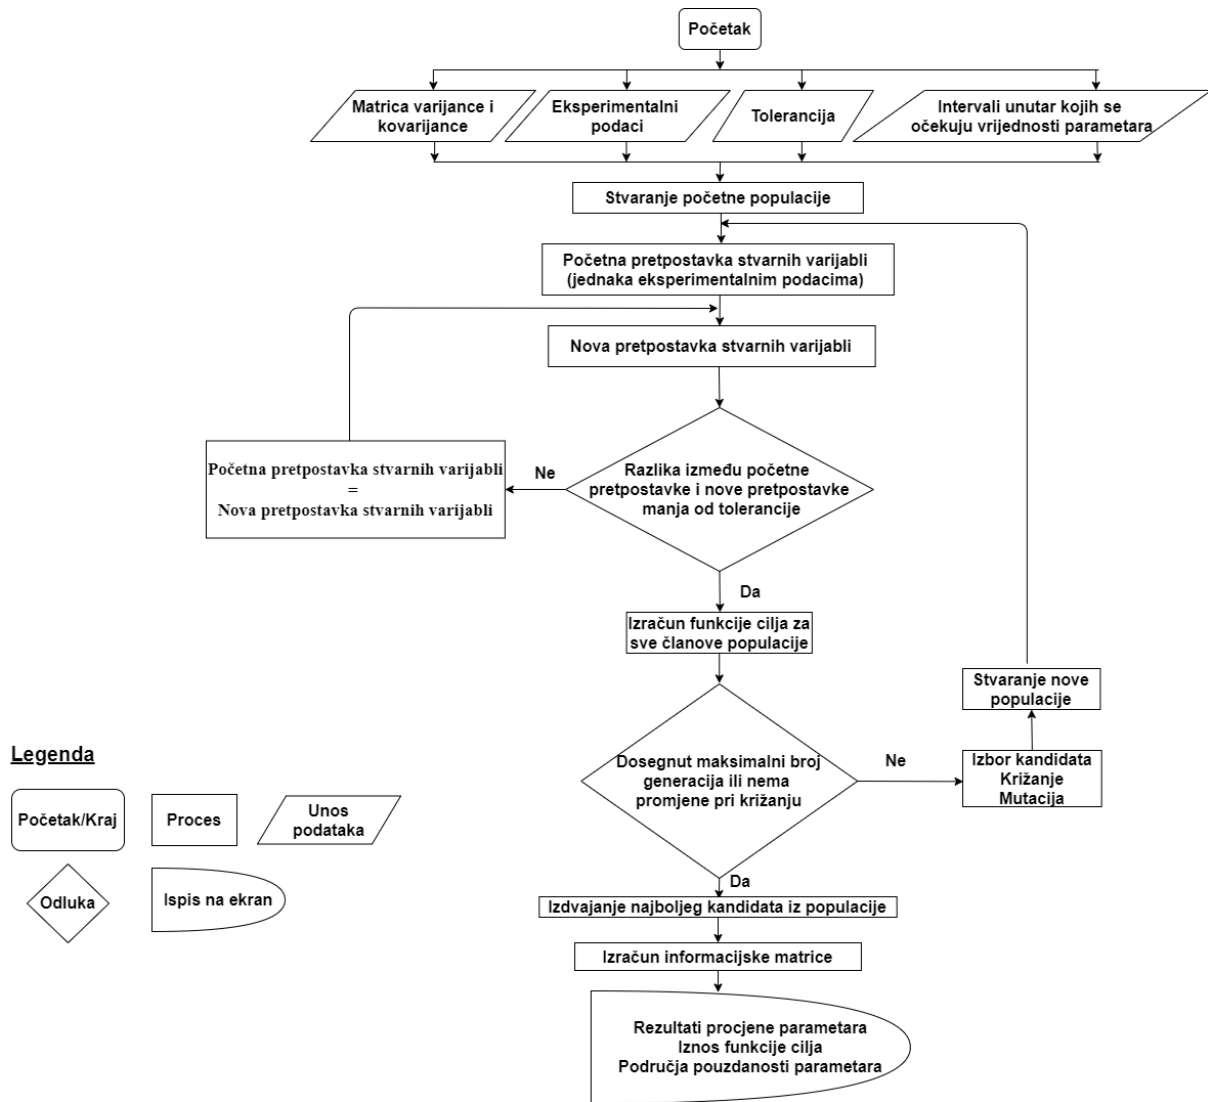 Početak
Matrica varijance i
kovarijance
Eksperimentalni
podaci
Tolerancija
Intervali unutar kojih se
očekuju vrijednosti parametara
Stvaranje početne populacije
Početna pretpostavka stvarnih varijabli
(jednaka eksperimentalnim podacima)
Nova pretpostavka stvarnih varijabli
Početna pretpostavka stvarnih varijabli
=
Nova pretpostavka stvarnih varijabli
Ne
Razlika između početne
pretpostavke i nove pretpostavke
manja od tolerancije
Da
Izračun funkcije cilja za
sve članove populacije
Stvaranje nove
populacije
Dosegnut maksimalni broj
generacija ili nema
promjene pri križanju
Ne
Izbor kandidata
Križanje
Mutacija
Da
Izdvajanje najboljeg kandidata iz populacije
Izračun informacijske matrice
Rezultati procjene parametara
Iznos funkcije cilja
Područja pouzdanosti parametara
Legenda
Početak/Kraj
Proces
Unos
podataka
Odluka
Ispis na ekran